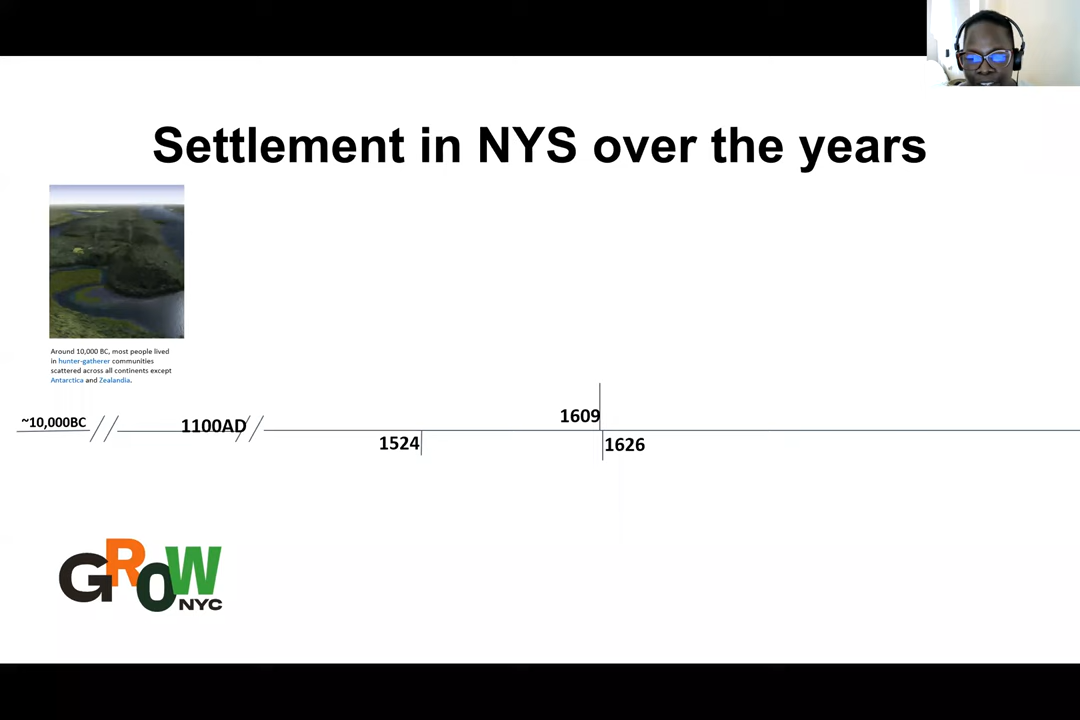 Settlement in NYS over the years
Around 10,000 BC, most people lived
in hunter-gatherer communities
scattered across all continents except
Antarctica and Zealandia.
~10,000BC
1100AD
1524
1609
1626
GROW
NYC